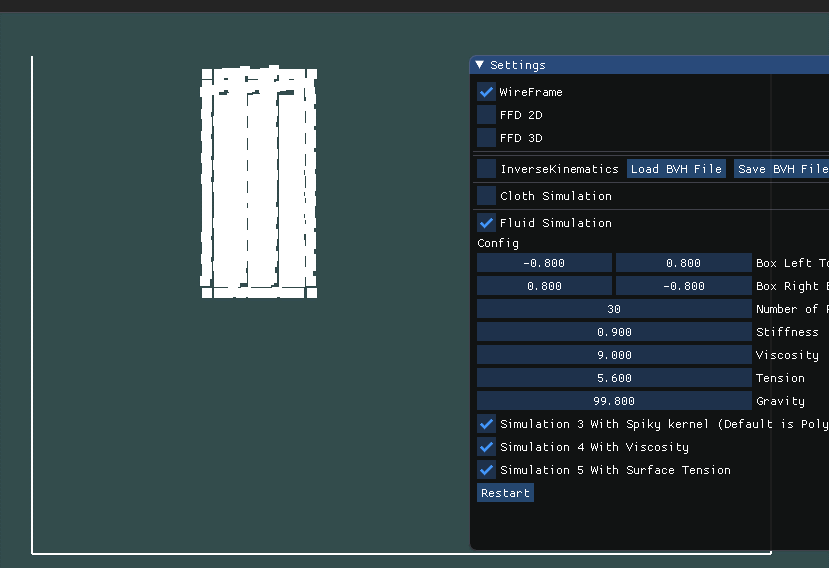 Settings
WireFrame
FFD 2D
FFD 3D
InverseKinematics Load BVH File Save BVH File
Cloth Simulation
Fluid Simulation
Config
-0.800 0.800 Box Left
0.800 -0.800 Box Right
30 Number of
0.900 Stiffness
9.000 Viscosity
5.600 Tension
99.800 Gravity
Simulation 3 With Spiky kernel (Default is Poly
Simulation 4 With Viscosity
Simulation 5 With Surface Tension
Restart